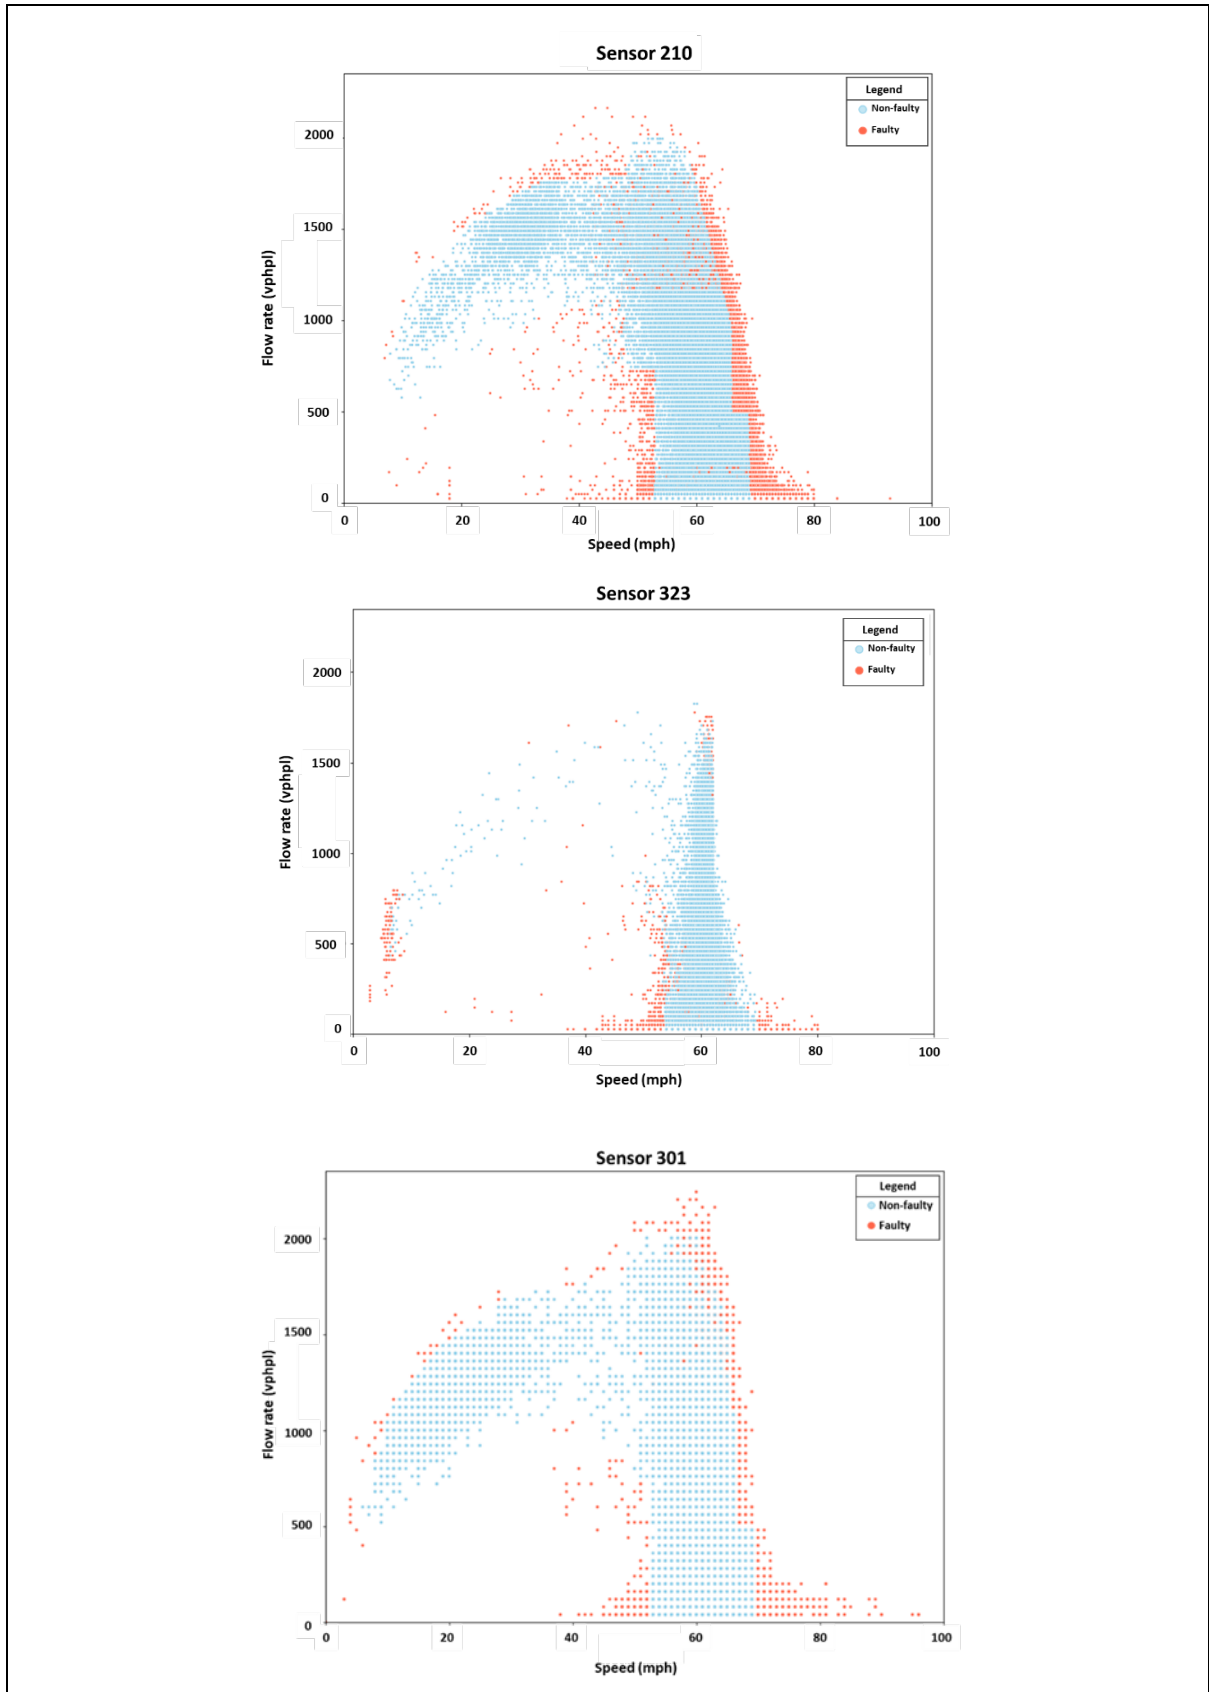 Sensor 210
Legend
Non-faulty
Faulty
2000
1500
1000
500
0
Flow rate (vphpl)
0 20 40 60 80 100
Speed (mph)
Sensor 323
Legend
Non-faulty
Faulty
2000
1500
1000
500
0
Flow rate (vphpl)
0 20 40 60 80 100
Speed (mph)
Sensor 301
Legend
Non-faulty
Faulty
2000
1500
1000
500
0
Flow rate (vphpl)
0 20 40 60 80 100
Speed (mph)